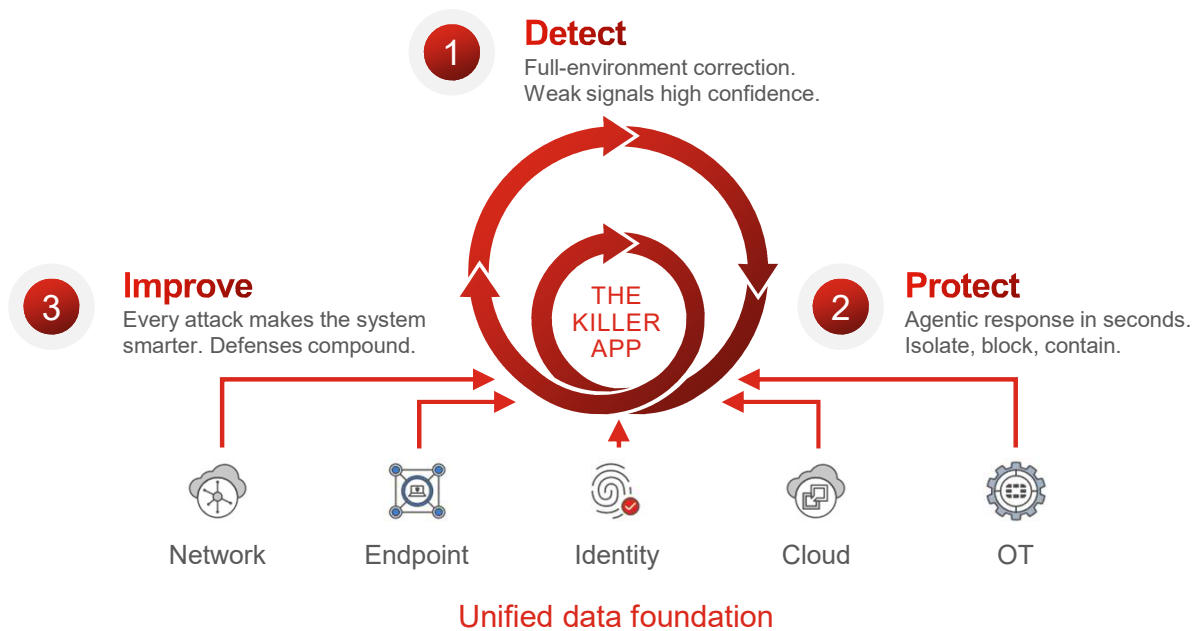 1
Detect
Full-environment correction.
Weak signals high confidence.
3
Improve
Every attack makes the system
smarter. Defenses compound.
THE
KILLER
APP
2
Protect
Agentic response in seconds.
Isolate, block, contain.
Network
Endpoint
Identity
Cloud
OT
Unified data foundation